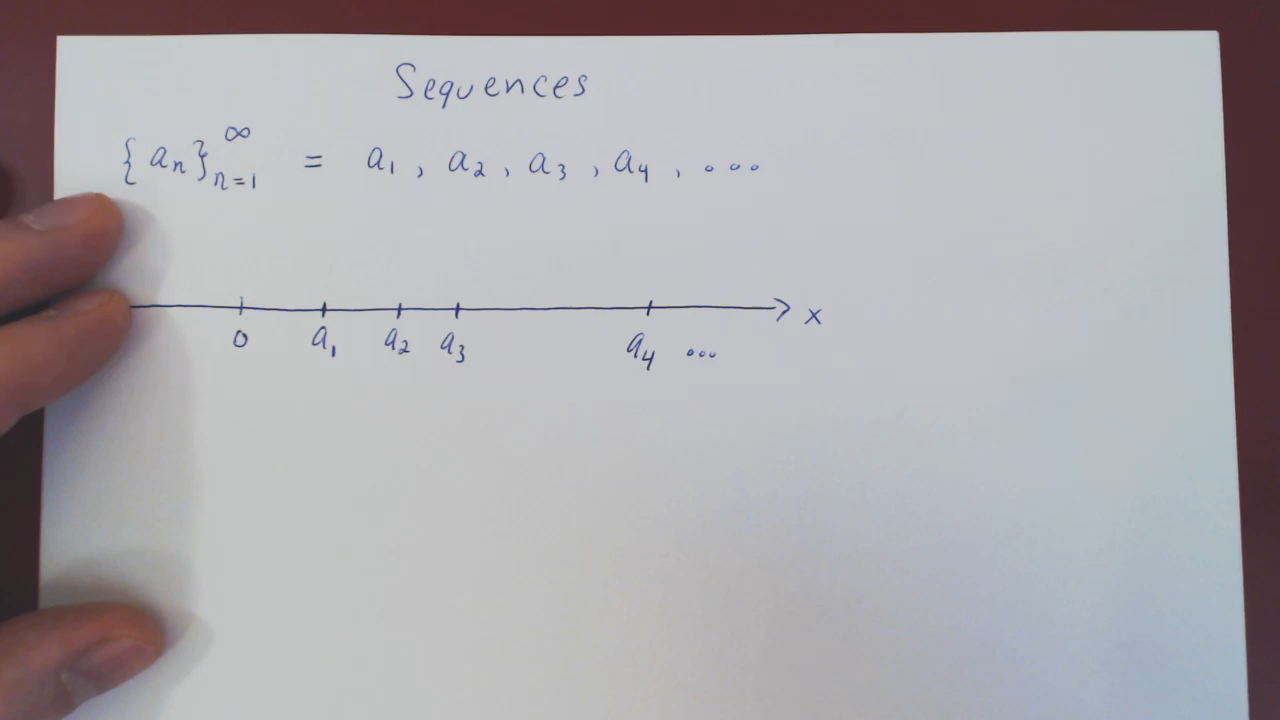 Sequences
{aₙ}ₙ₌₁^∞ = a₁, a₂, a₃, a₄, ...
0 a₁ a₂ a₃ a₄ ... x